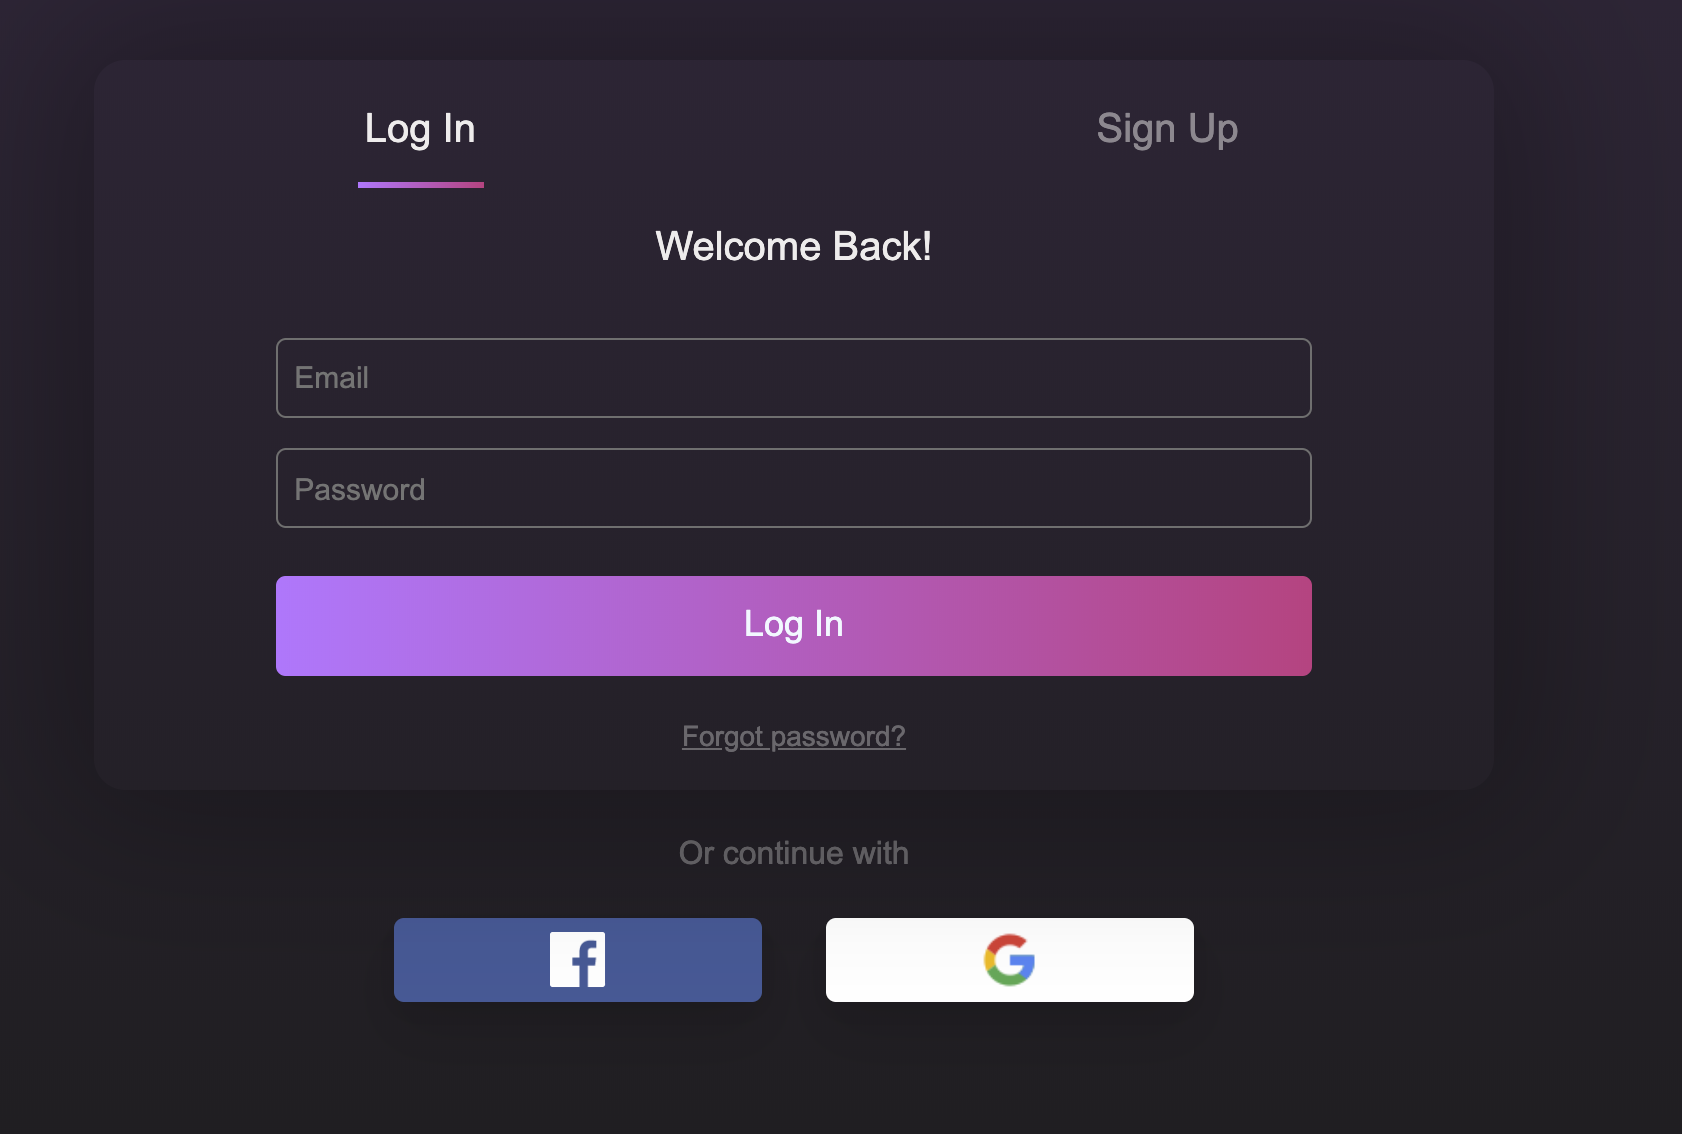 Log In
Sign Up
Welcome Back!
Email
Password
Log In
Forgot password?
Or continue with